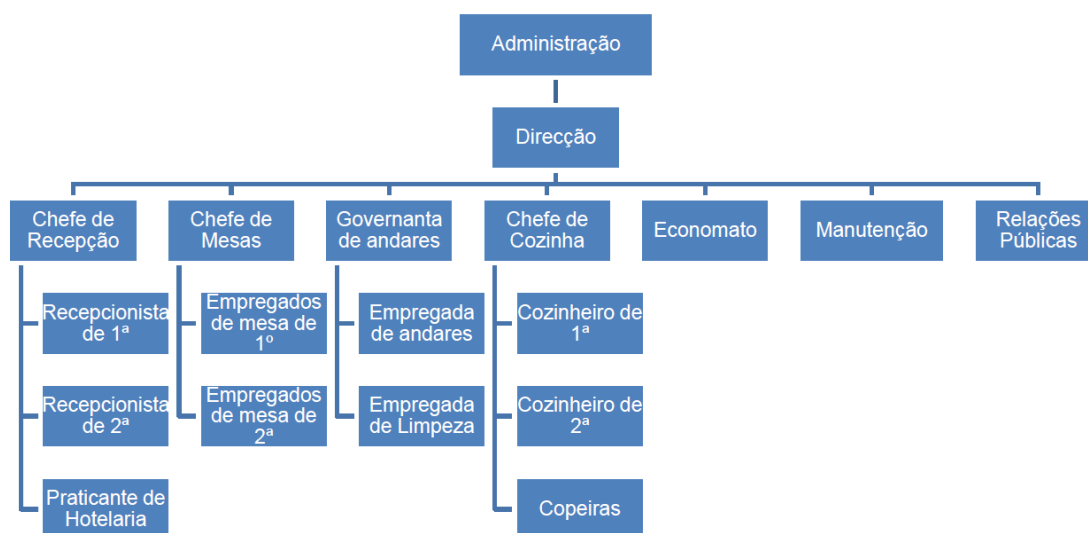 Administração
Direcção
Chefe de
Recepção
Chefe de
Mesas
Governanta
de andares
Chefe de
Cozinha
Economato
Manutenção
Relações
Públicas
Recepcionista
de 1ª
Empregados
de mesa de
1º
Empregada
de andares
Cozinheiro de
1ª
Recepcionista
de 2ª
Empregados
de mesa de
2ª
Empregada
de Limpeza
Cozinheiro de
2ª
Praticante de
Hotelaria
Copeiras